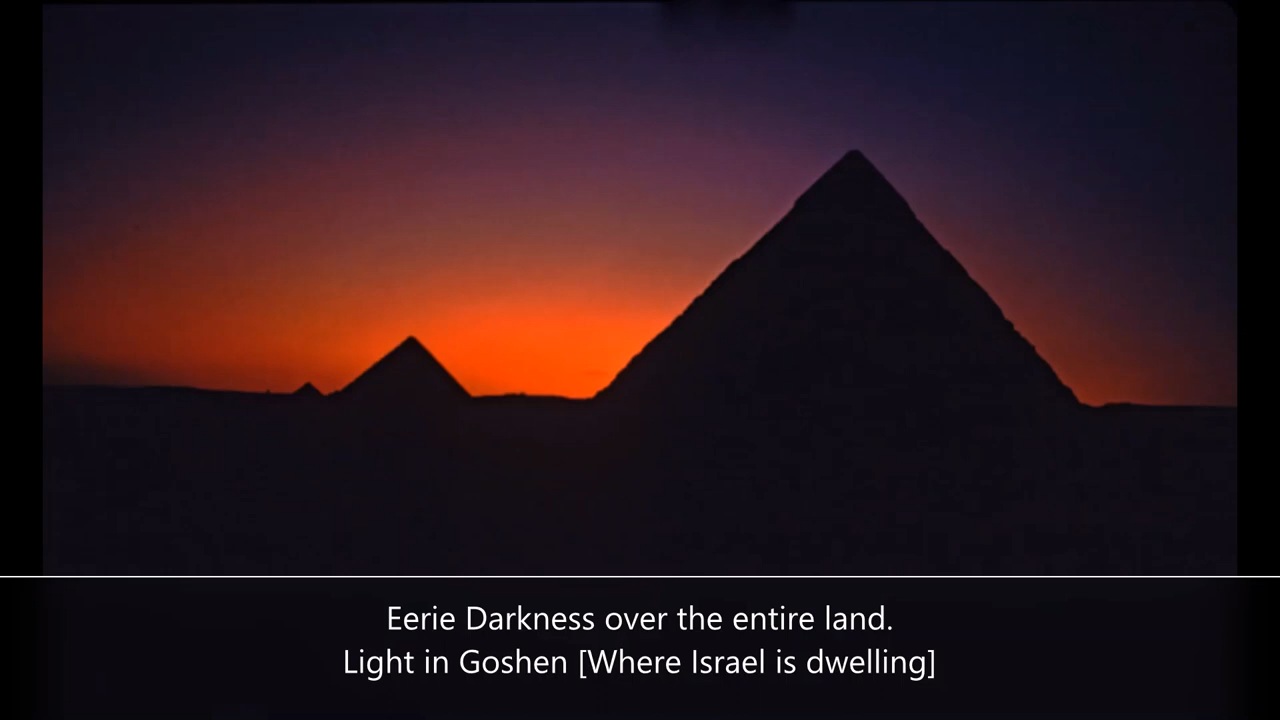 Eerie Darkness over the entire land.
Light in Goshen [Where Israel is dwelling]